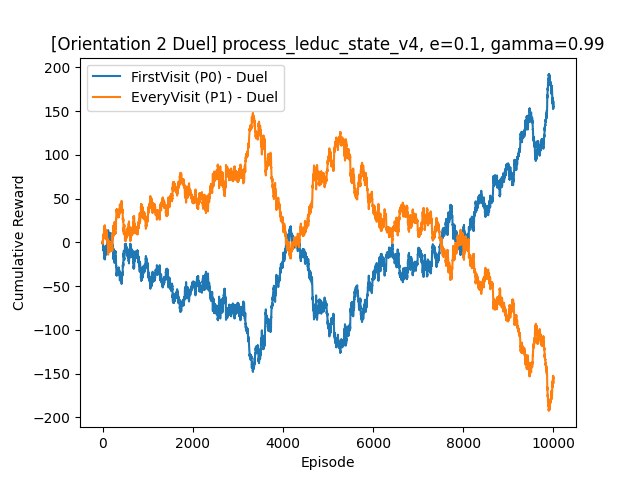 [Orientation 2 Duel] process_leduc_state_v4, e=0.1, gamma=0.99
FirstVisit (P0) - Duel
EveryVisit (P1) - Duel
200
150
100
50
0
−50
−100
−150
−200
Cumulative Reward
0 2000 4000 6000 8000 10000
Episode